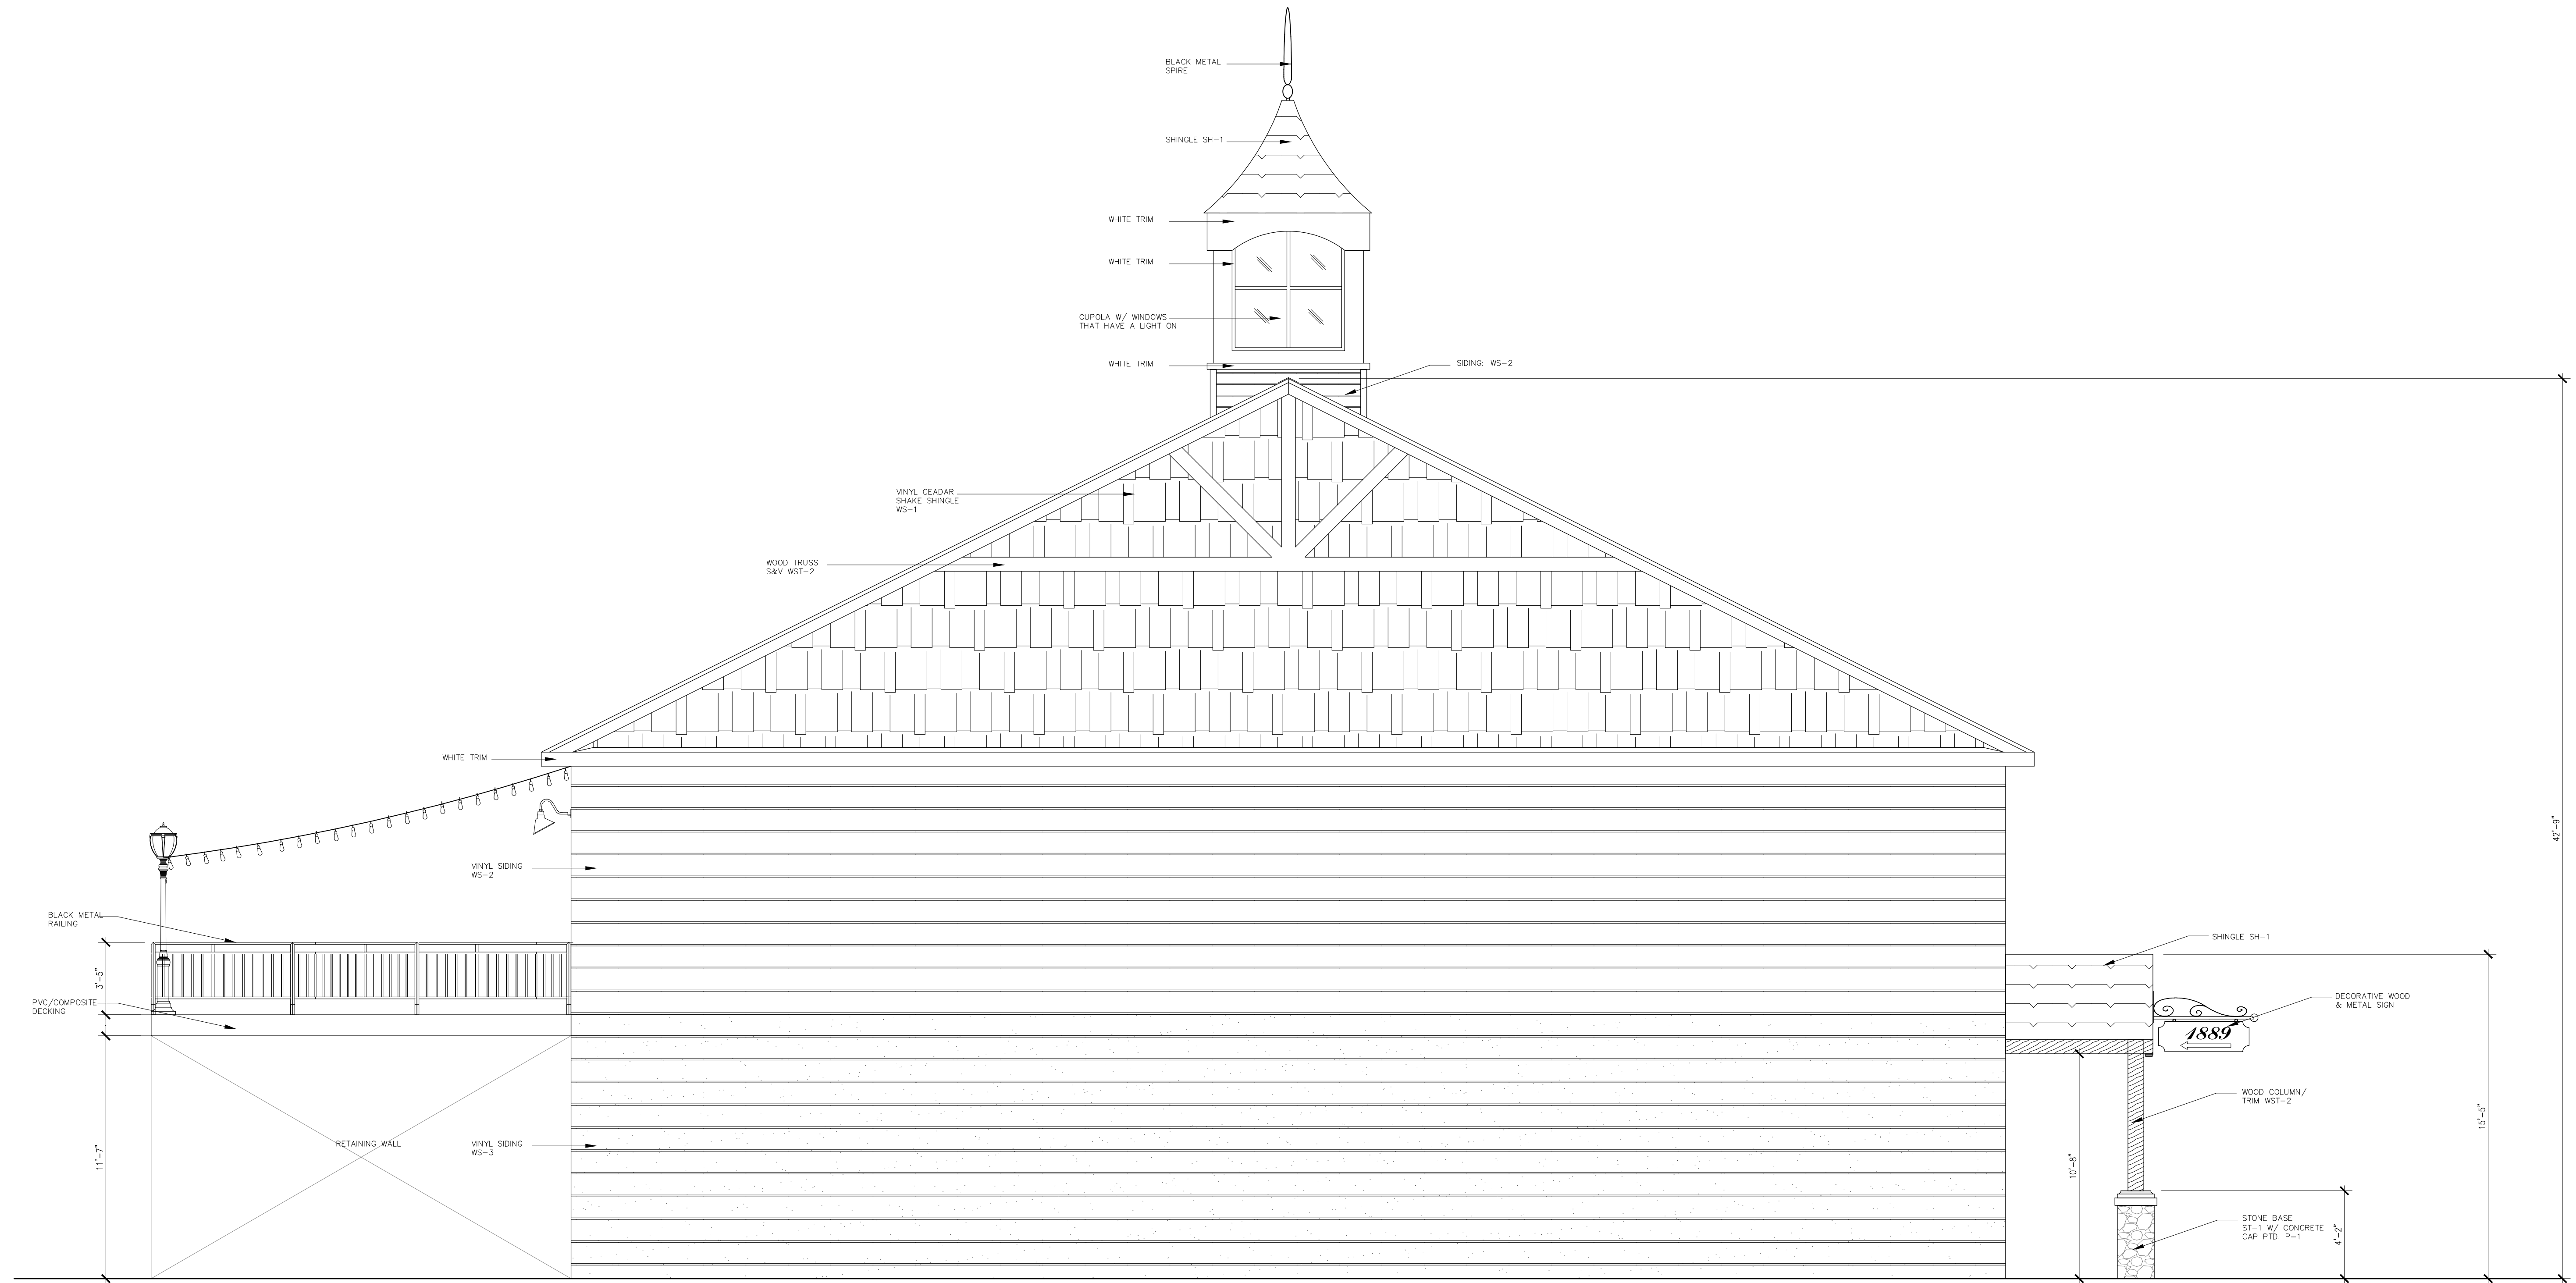 BLACK METAL
SPIRE
SHINGLE SH-1
WHITE TRIM
WHITE TRIM
CUPOLA W/ WINDOWS
THAT HAVE A LIGHT ON
WHITE TRIM
SIDING: WS-2
VINYL CEADAR
SHAKE SHINGLE
WS-1
WOOD TRUSS
S&V WST-2
WHITE TRIM
VINYL SIDING
WS-2
BLACK METAL
RAILING
3'-5"
PVC/COMPOSITE
DECKING
11'-7"
RETAINING WALL
VINYL SIDING
WS-3
42'-9"
SHINGLE SH-1
DECORATIVE WOOD
& METAL SIGN
1889
WOOD COLUMN/
TRIM WST-2
15'-5"
10'-8"
STONE BASE
ST-1 W/ CONCRETE
CAP PTD. P-1
4'-2"